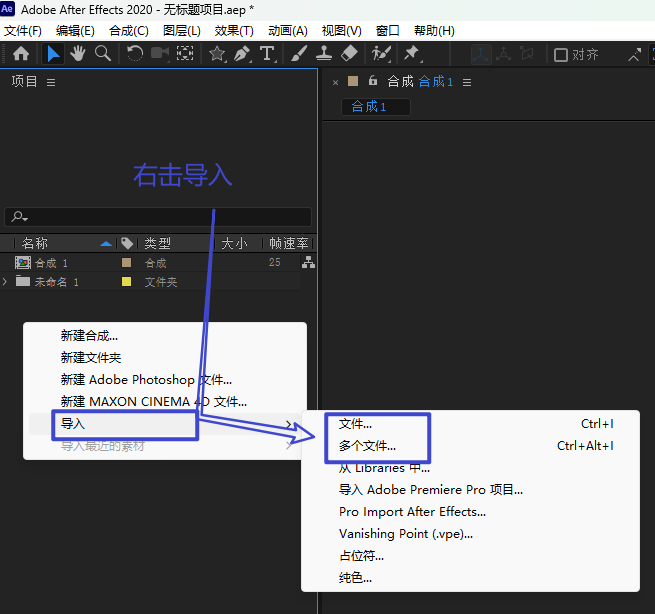 Ae Adobe After Effects 2020 - 无标题项目.aep *
文件(F) 编辑(E) 合成(C) 图层(L) 效果(T) 动画(A) 视图(V) 窗口 帮助(H)
对齐
项目
合成 合成 1
合成 1
右击导入
名称 类型 大小 帧速率
合成 1 合成 25
未命名 1 文件夹
新建合成...
新建文件夹
新建 Adobe Photoshop 文件...
新建 MAXON CINEMA 4D 文件...
导入
导入最近的素材
文件... Ctrl+I
多个文件... Ctrl+Alt+I
从 Libraries 中...
导入 Adobe Premiere Pro 项目...
Pro Import After Effects...
Vanishing Point (.vpe)...
占位符...
纯色...